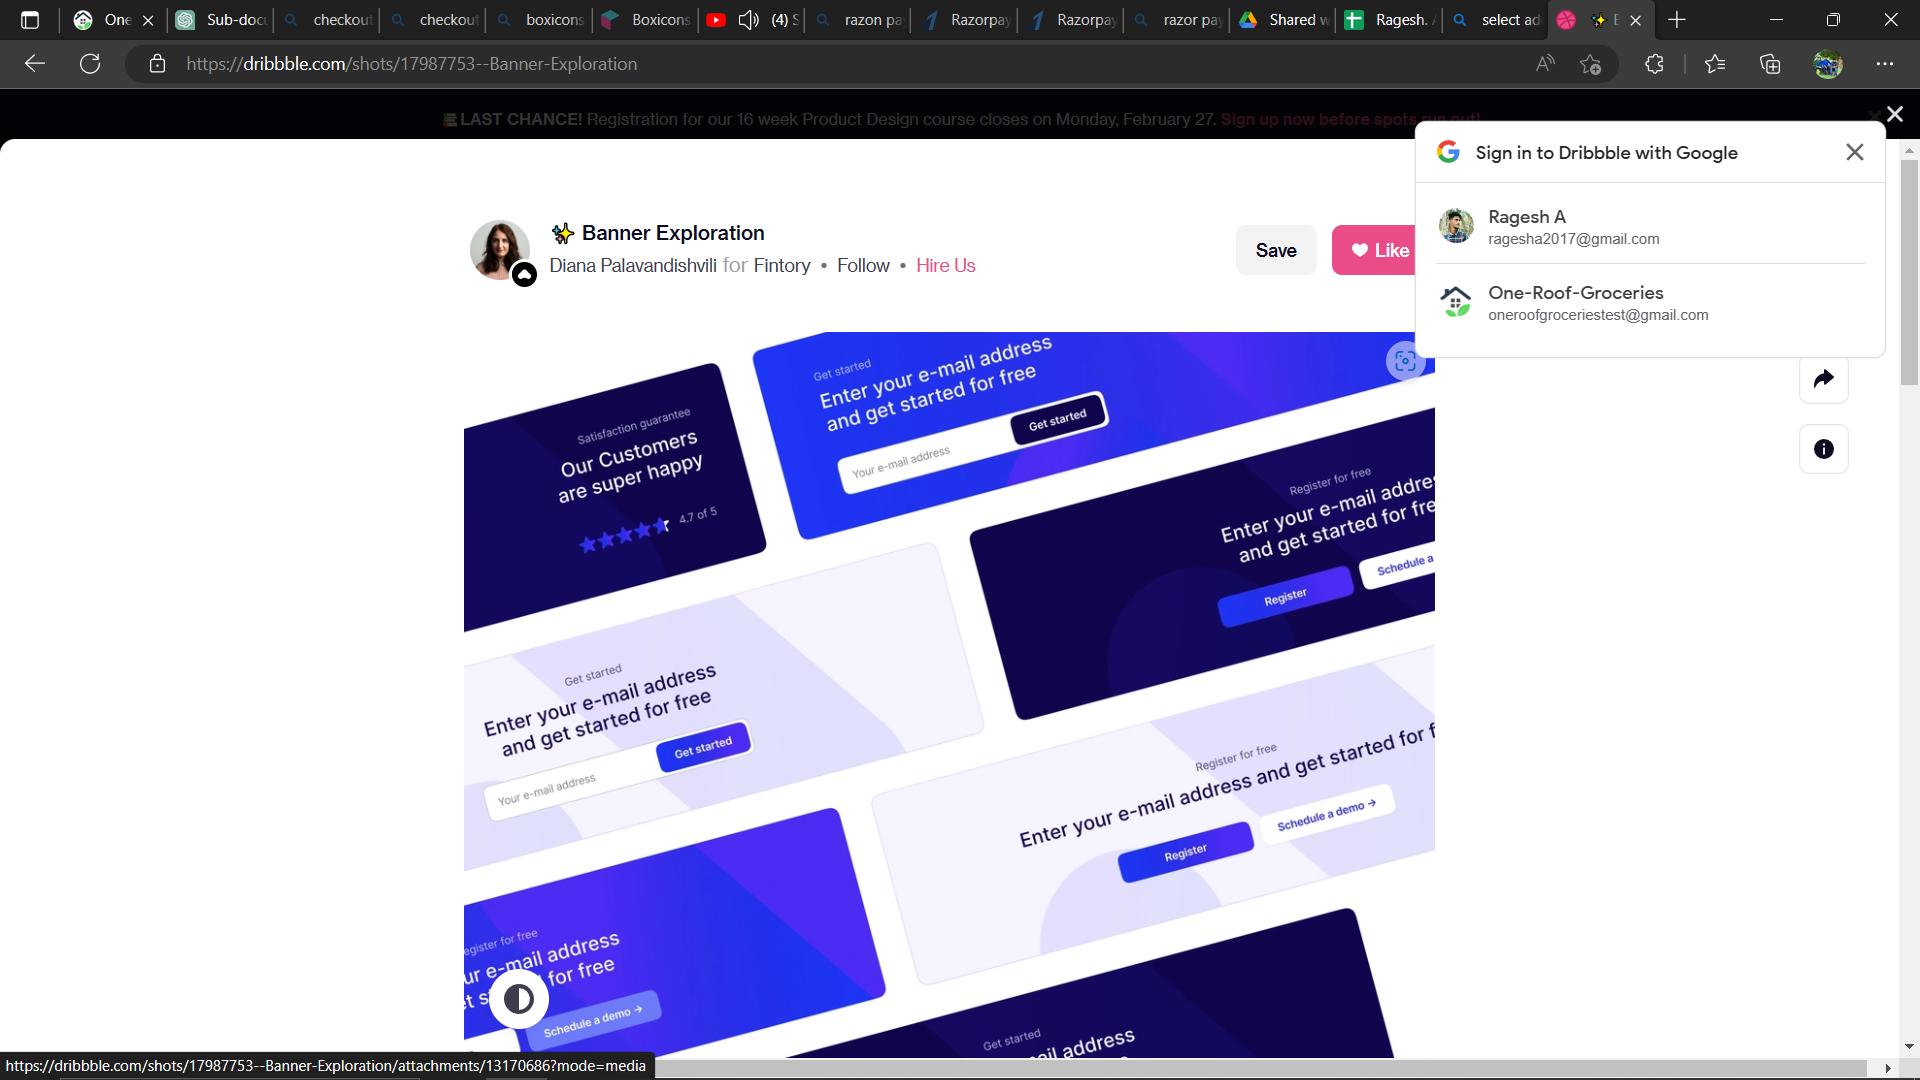 One
Sub-docu
checkout
checkout
boxicons
Boxicons
(4) S
razon pa
Razorpay
Razorpay
razor pay
Shared w
Ragesh. A
select ad
https://dribbble.com/shots/17987753--Banner-Exploration
LAST CHANCE! Registration for our 16 week Product Design course closes on Monday, February 27. Sign up now before spots run out!
Sign in to Dribbble with Google
Ragesh A
ragesha2017@gmail.com
One-Roof-Groceries
oneroofgroceriestest@gmail.com
✨ Banner Exploration
Diana Palavandishvili for Fintory • Follow • Hire Us
Save
Like
Satisfaction guarantee
Our Customers
are super happy
4.7 of 5
Get started
Enter your e-mail address
and get started for free
Your e-mail address
Get started
Register for free
Enter your e-mail addre
and get started for fre
Register
Schedule a
Get started
Enter your e-mail address
and get started for free
Your e-mail address
Get started
Register for free
Enter your e-mail address and get started for f
Register
Schedule a demo →
egister for free
ur e-mail address
for free
Schedule a demo →
Get started
ail address
https://dribbble.com/shots/17987753--Banner-Exploration/attachments/13170686?mode=media